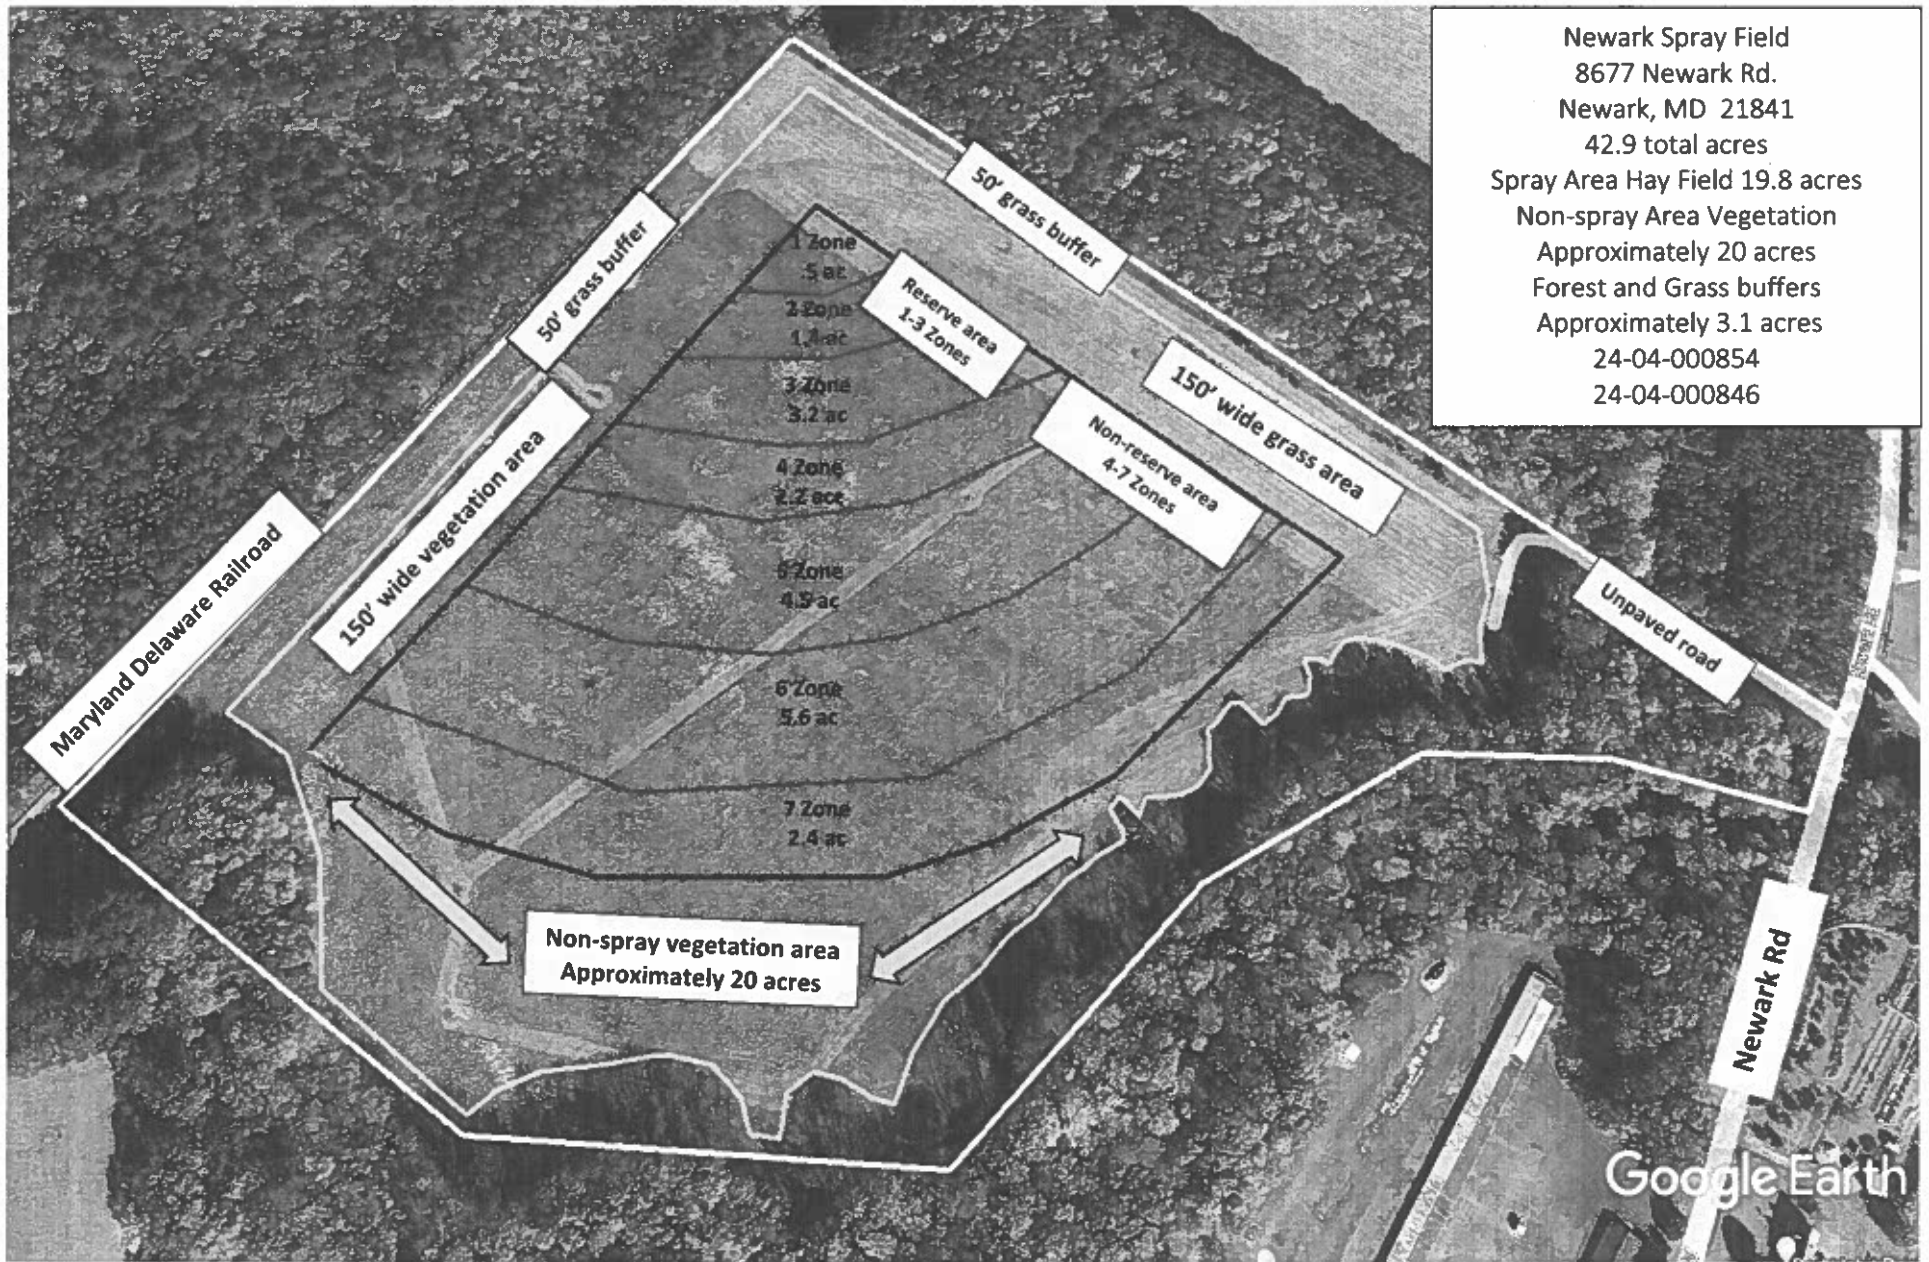 Newark Spray Field
8677 Newark Rd.
Newark, MD 21841
42.9 total acres
Spray Area Hay Field 19.8 acres
Non-spray Area Vegetation
Approximately 20 acres
Forest and Grass buffers
Approximately 3.1 acres
24-04-000854
24-04-000846
50' grass buffer
50' grass buffer
1 Zone
.5 ac
Reserve area
1-3 Zones
2 Zone
1.4 ac
3 Zone
3.2 ac
150' wide grass area
Non-reserve area
4-7 Zones
4 Zone
150' wide vegetation area
Maryland Delaware Railroad
Zone
Unpaved road
6 Zone
5.6 ac
7 Zone
2.4 ac
Non-spray vegetation area
Approximately 20 acres
Newark Rd
Google Earth